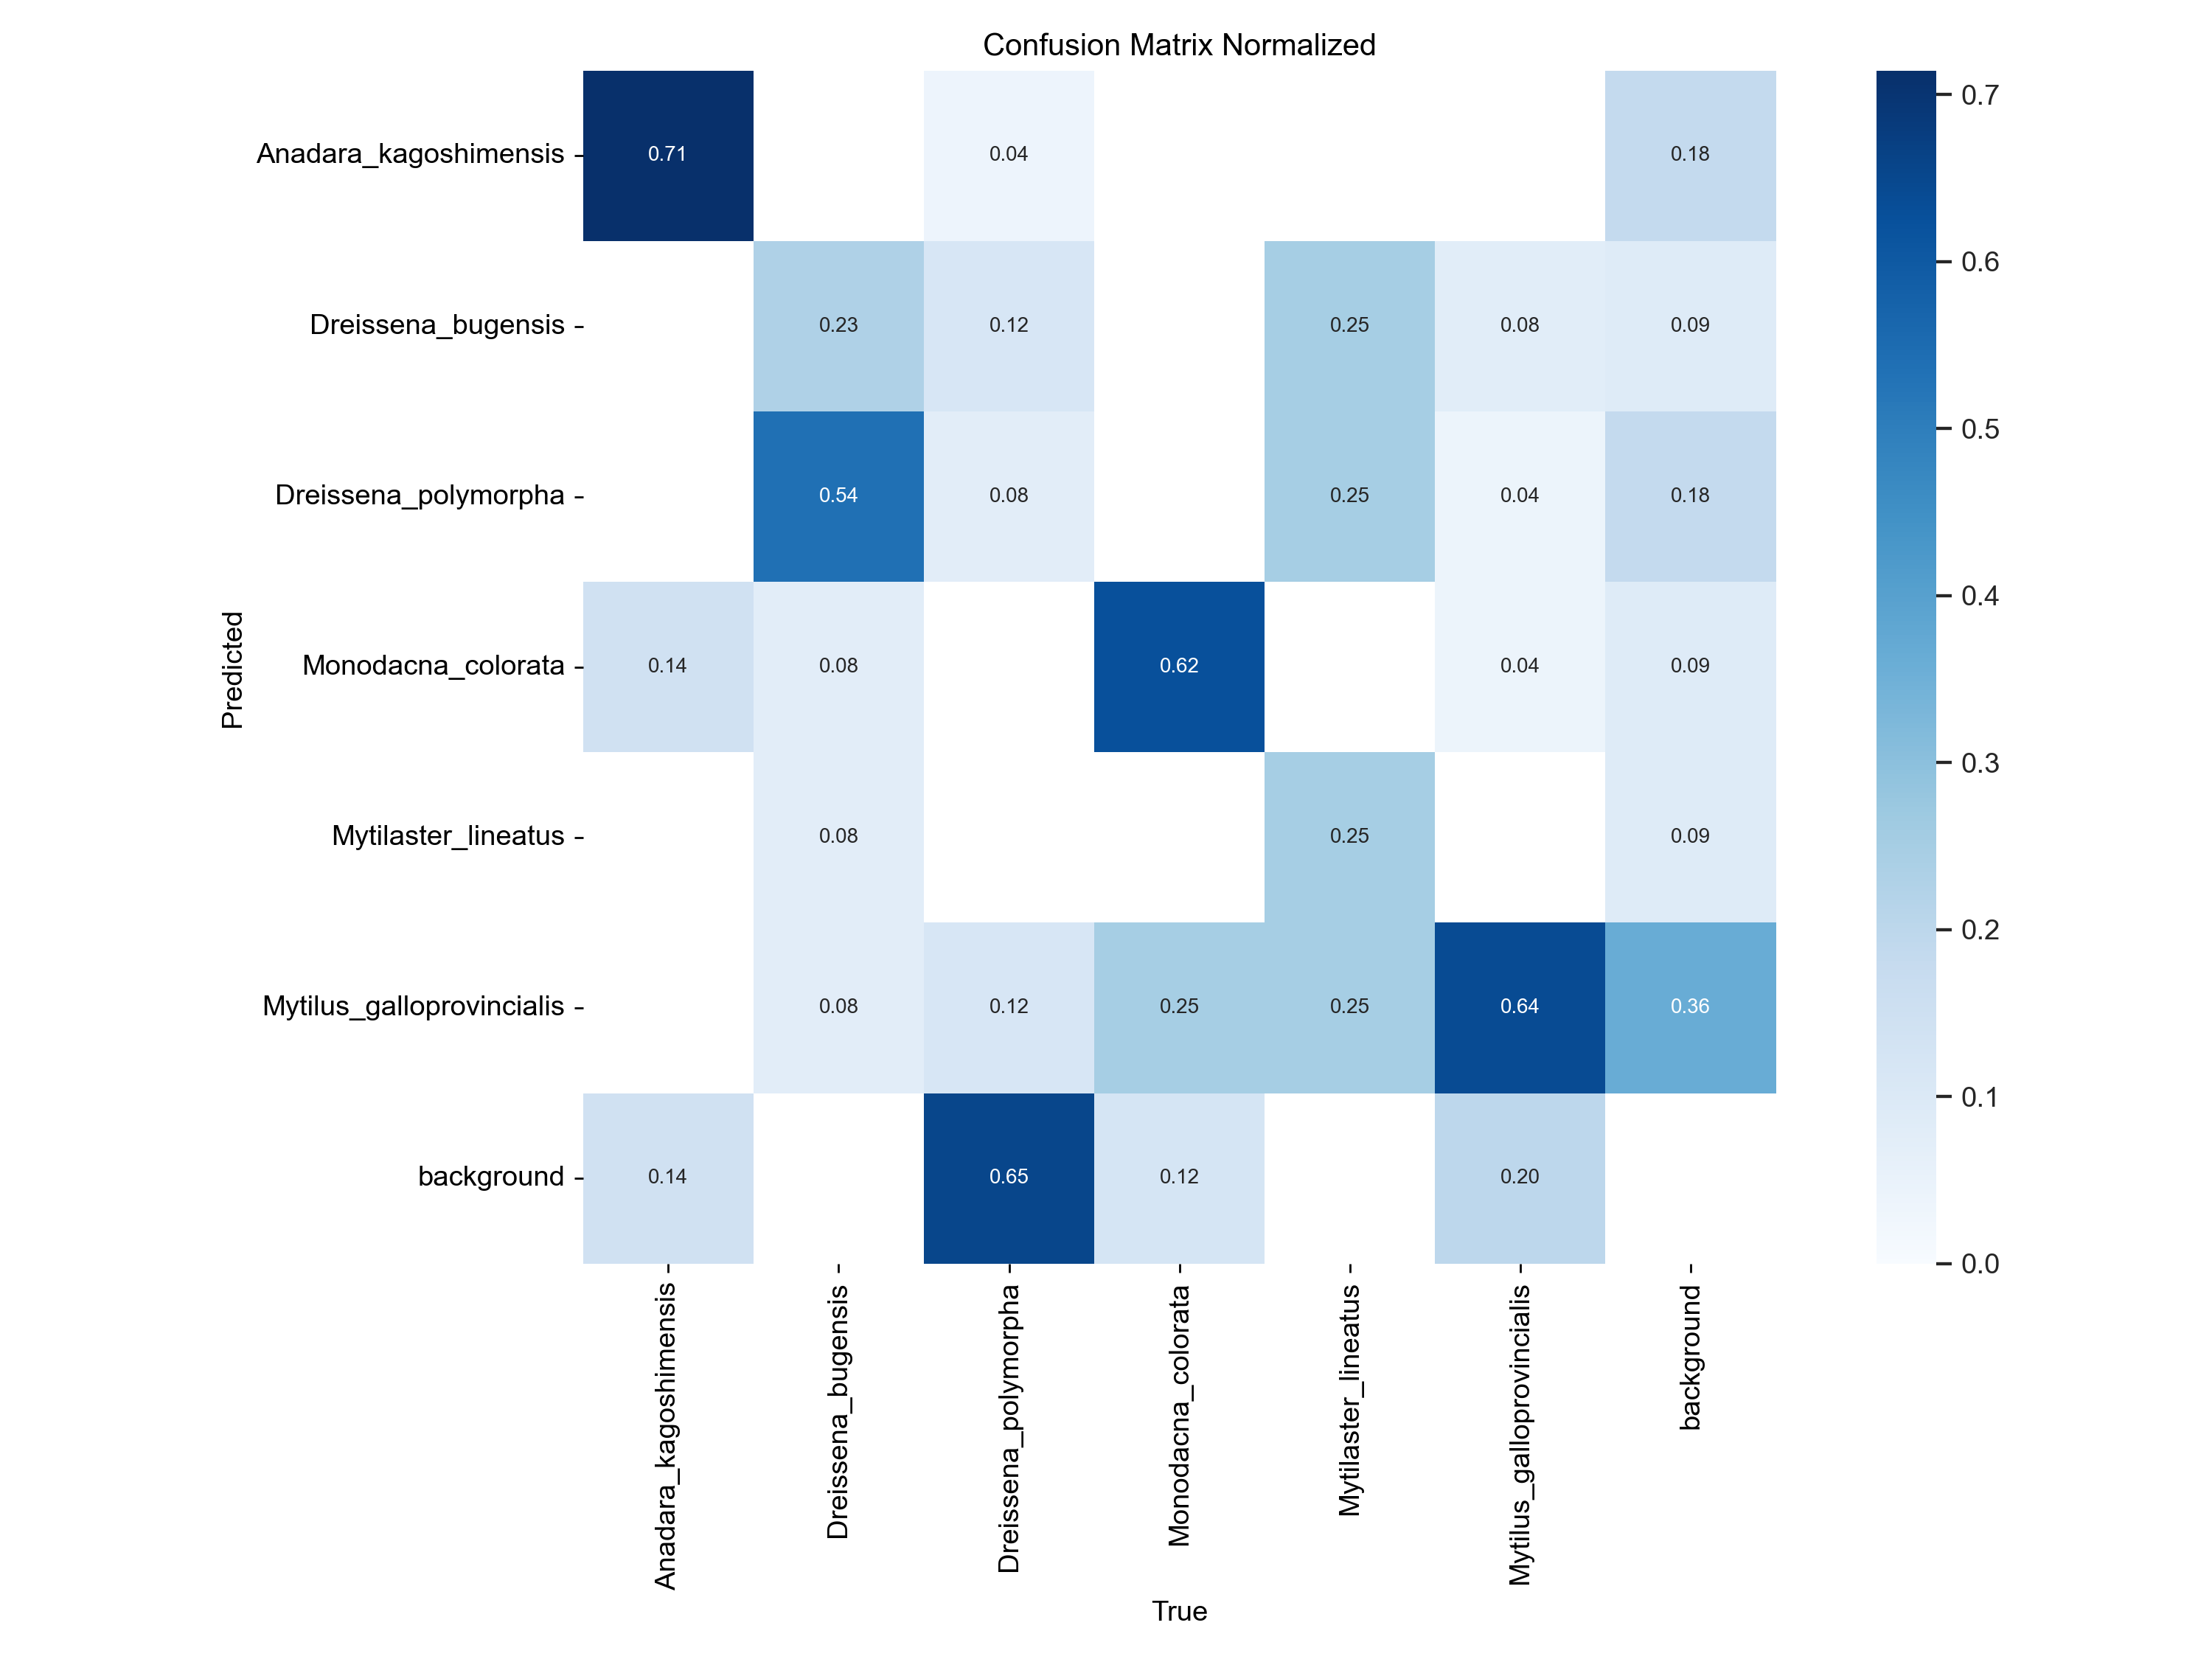 Confusion Matrix Normalized
Anadara_kagoshimensis 0.71 0.04 0.18
Dreissena_bugensis 0.23 0.12 0.25 0.08 0.09
Dreissena_polymorpha 0.54 0.08 0.25 0.04 0.18
Monodacna_colorata 0.14 0.08 0.62 0.04 0.09
Mytilaster_lineatus 0.08 0.25 0.09
Mytilus_galloprovincialis 0.08 0.12 0.25 0.25 0.64 0.36
background 0.14 0.65 0.12 0.20
Predicted
Anadara_kagoshimensis
Dreissena_bugensis
Dreissena_polymorpha
Monodacna_colorata
Mytilaster_lineatus
Mytilus_galloprovincialis
background
True
0.7
0.6
0.5
0.4
0.3
0.2
0.1
0.0